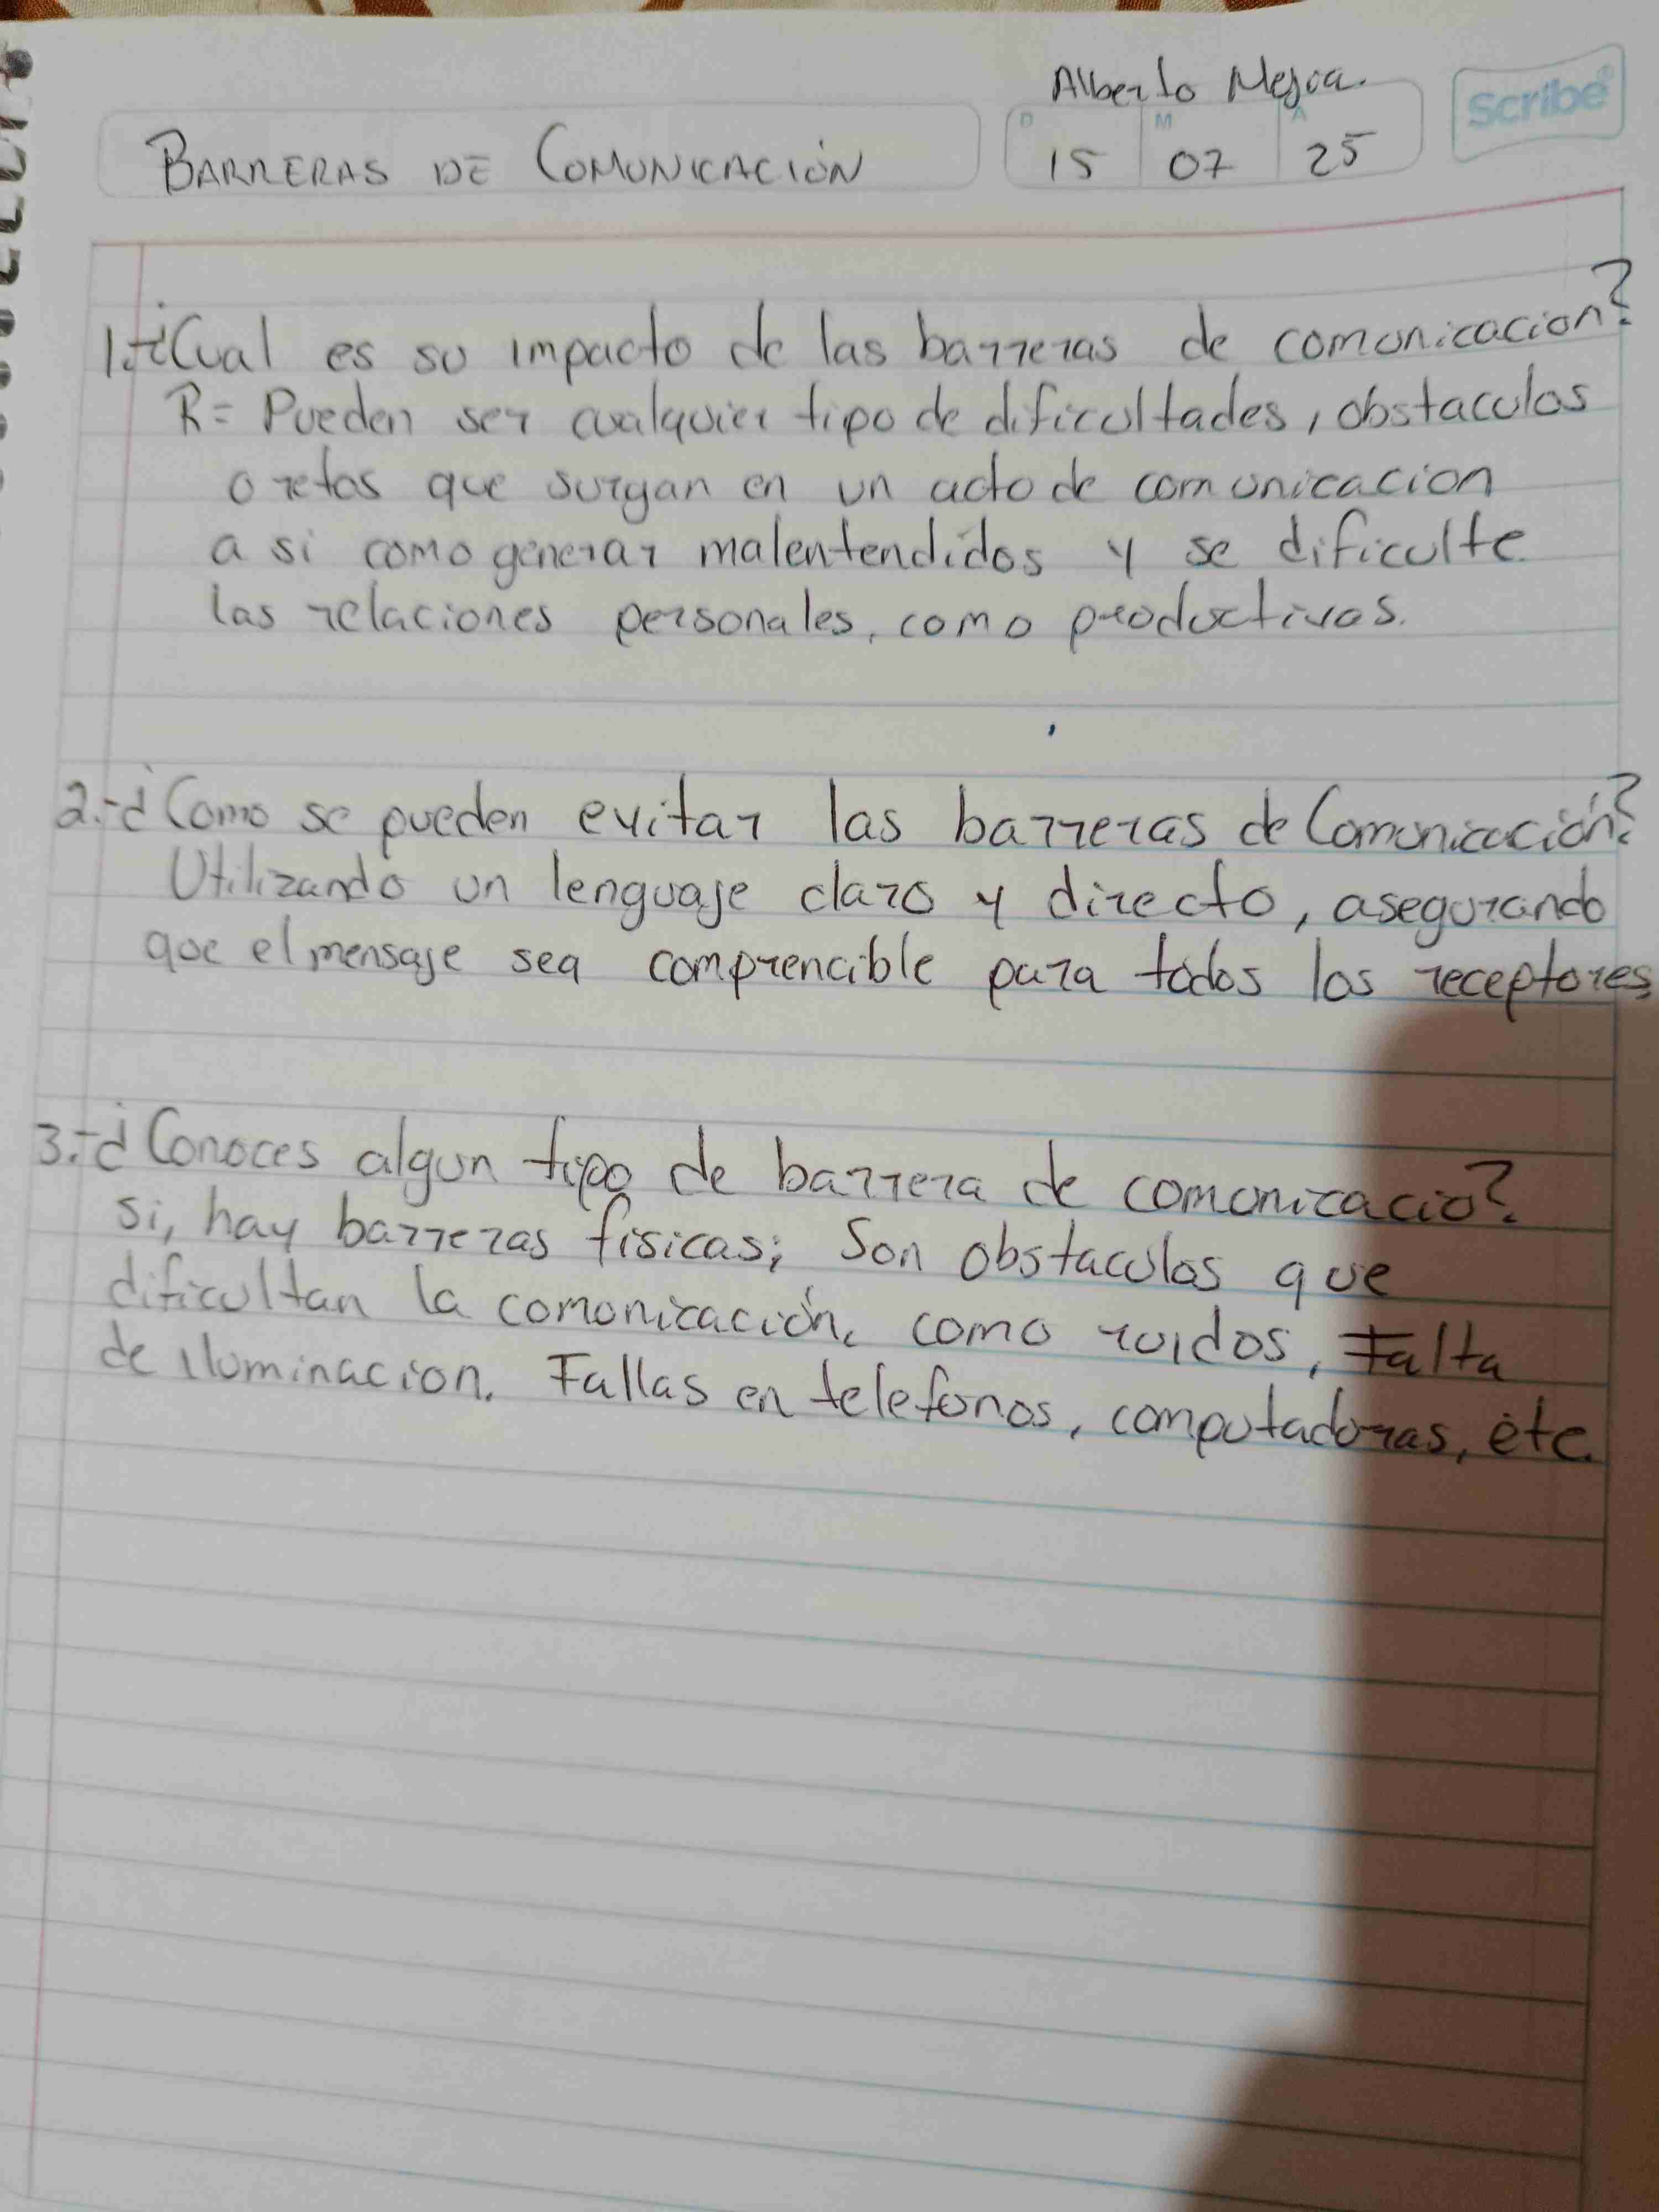 Alberto Mejia.
Scribe®
BARRERAS DE COMUNICACIÓN
D M A
15 07 25
1.-¿Cual es su impacto de las barreras de comunicacion?
R= Pueden ser cualquier tipo de dificultades, obstaculos
o retos que surgan en un acto de comunicacion
a si como generar malentendidos y se dificulte
las relaciones personales, como productivas.
2.-¿Como se pueden evitar las barreras de Comunicación?
Utilizando un lenguaje claro y directo, asegurando
que el mensaje sea comprencible para todos los receptores
3.-¿Conoces algun tipo de barrera de comonicacio?
si, hay barreras físicas; Son obstaculos que
dificultan la comonicación, como ruidos, Falta
de iluminacion. Fallas en telefonos, computadoras, etc.